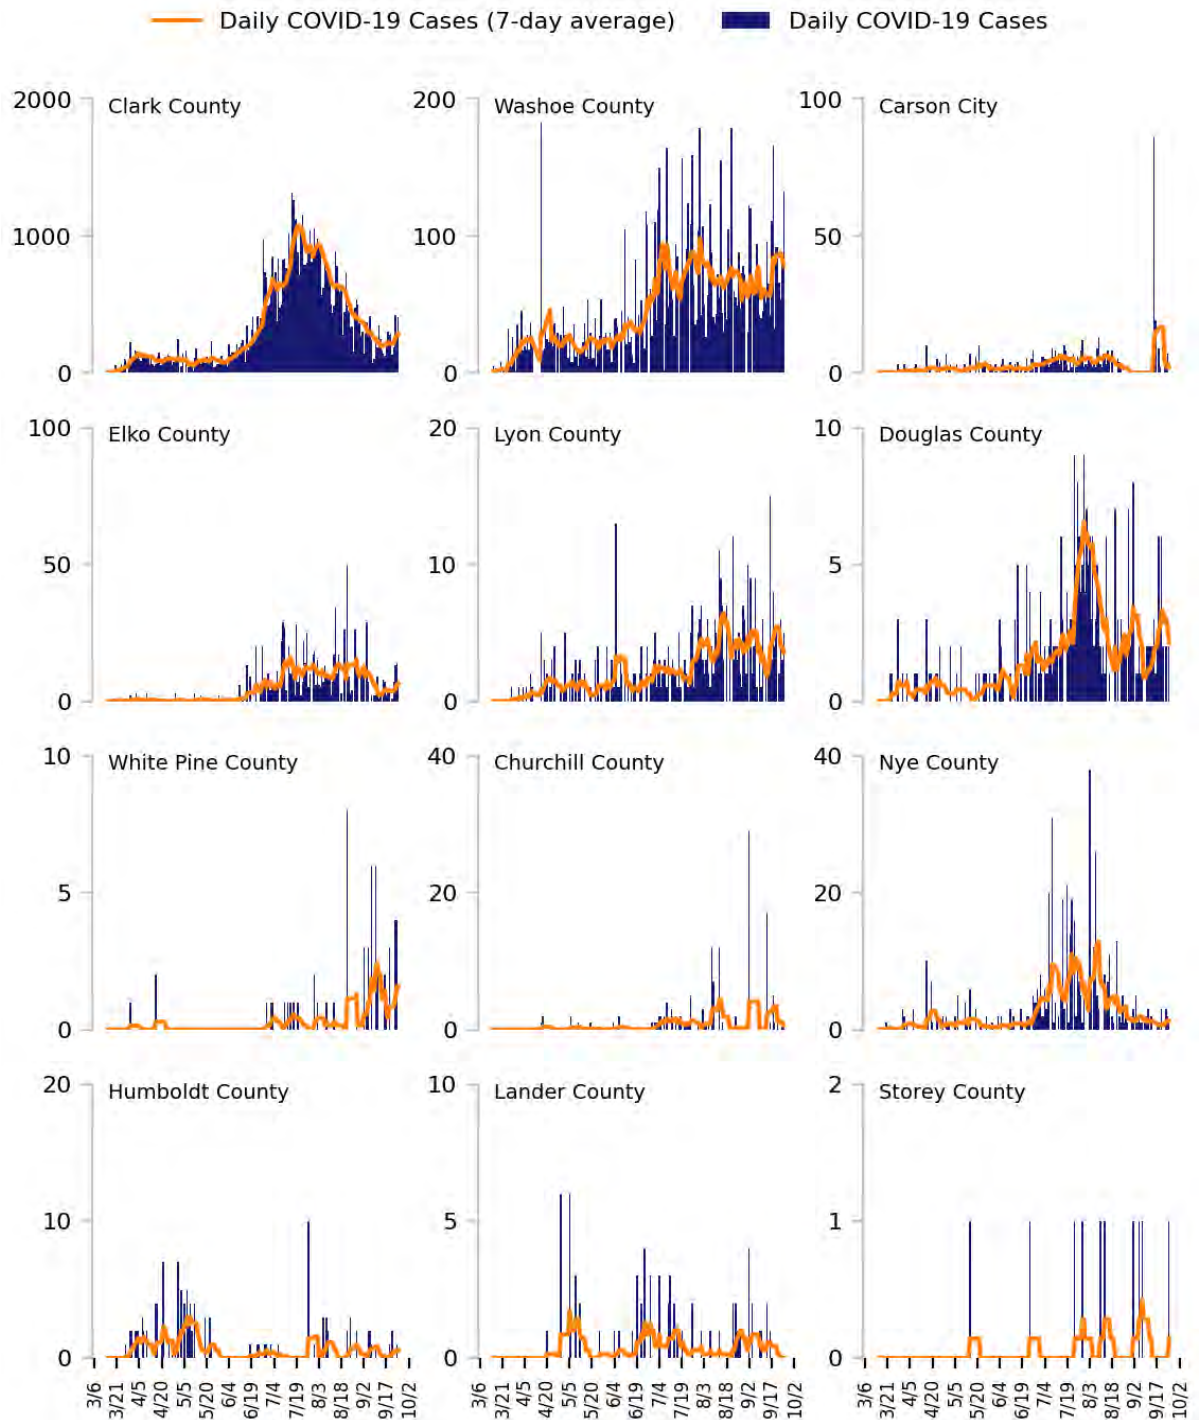 Daily COVID-19 Cases (7-day average) Daily COVID-19 Cases
2000 Clark County 200 Washoe County 100 Carson City
1000 100 50
0 0 0
100 Elko County 20 Lyon County 10 Douglas County
50 10 5
0 0 0
10 White Pine County 40 Churchill County 40 Nye County
5 20 20
0 0 0
20 Humboldt County 10 Lander County 2 Storey County
10 5 1
0 0 0
3/6 3/21 4/5 4/20 5/5 5/20 6/4 6/19 7/4 7/19 8/3 8/18 9/2 9/17 10/2 3/6 3/21 4/5 4/20 5/5 5/20 6/4 6/19 7/4 7/19 8/3 8/18 9/2 9/17 10/2 3/6 3/21 4/5 4/20 5/5 5/20 6/4 6/19 7/4 7/19 8/3 8/18 9/2 9/17 10/2